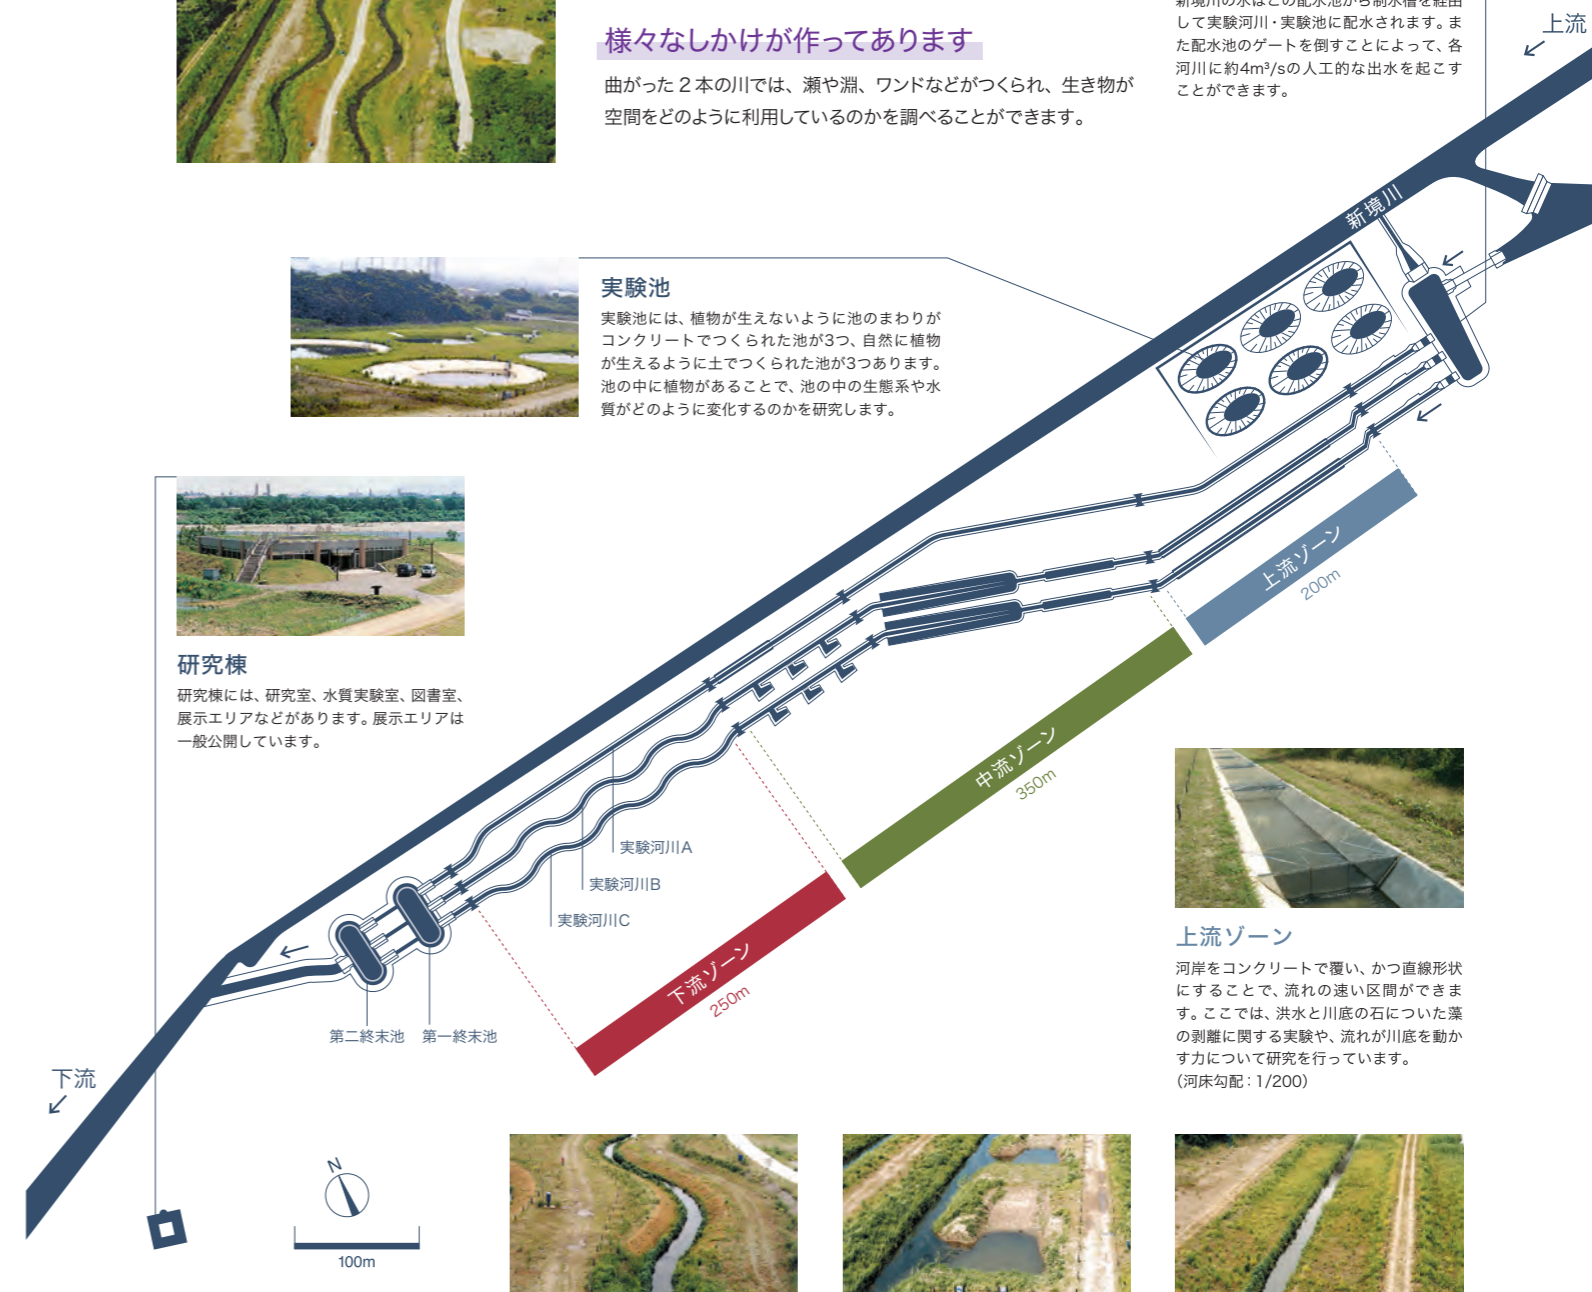 様々なしかけが作ってあります
曲がった2本の川では、瀬や淵、ワンドなどがつくられ、生き物が
空間をどのように利用しているのかを調べることができます。
新境川の水はこの配水池から制水槽を経由
して実験河川・実験池に配水されます。ま
た配水池のゲートを倒すことによって、各
河川に約4m³/sの人工的な出水を起こす
ことができます。
上流
新境川
実験池
実験池には、植物が生えないように池のまわりが
コンクリートでつくられた池が3つ、自然に植物
が生えるように土でつくられた池が3つあります。
池の中に植物があることで、池の中の生態系や水
質がどのように変化するのかを研究します。
研究棟
研究棟には、研究室、水質実験室、図書室、
展示エリアなどがあります。展示エリアは
一般公開しています。
上流ゾーン
200m
中流ゾーン
350m
下流ゾーン
250m
実験河川A
実験河川B
実験河川C
第二終末池
第一終末池
下流
N
100m
上流ゾーン
河岸をコンクリートで覆い、かつ直線形状
にすることで、流れの速い区間ができま
す。ここでは、洪水と川底の石についた藻
の剥離に関する実験や、流れが川底を動か
す力について研究を行っています。
（河床勾配：1/200）